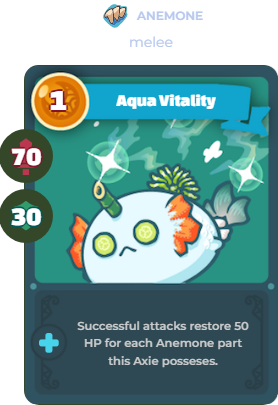 ANEMONE
melee
1
Aqua Vitality
70
30
Successful attacks restore 50
HP for each Anemone part
this Axie posseses.